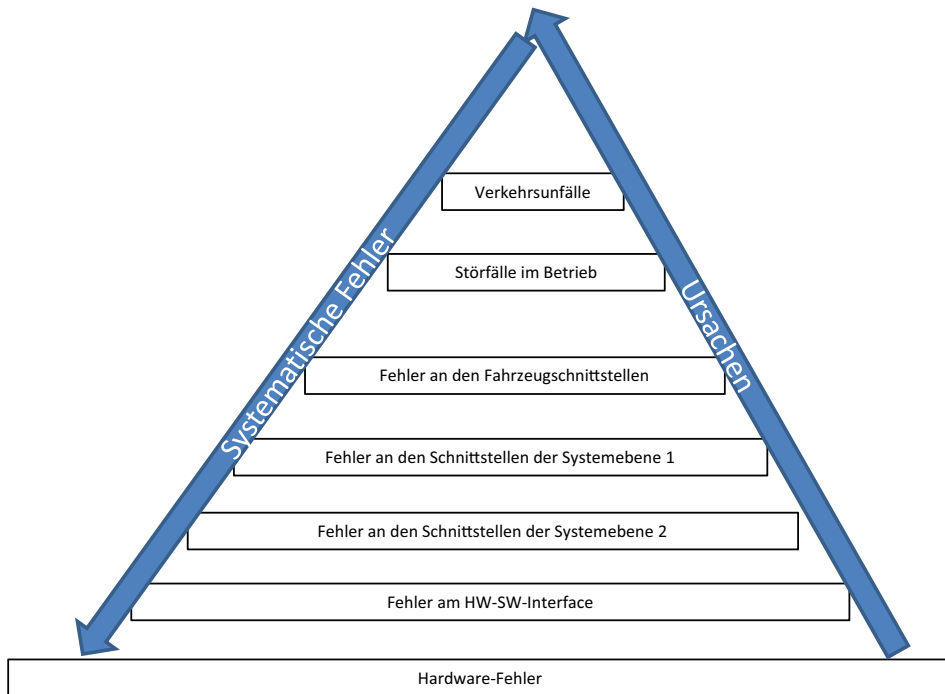 Verkehrsunfälle
Störfälle im Betrieb
Systematische Fehler
Ursachen
Fehler an den Fahrzeugschnittstellen
Fehler an den Schnittstellen der Systemebene 1
Fehler an den Schnittstellen der Systemebene 2
Fehler am HW-SW-Interface
Hardware-Fehler